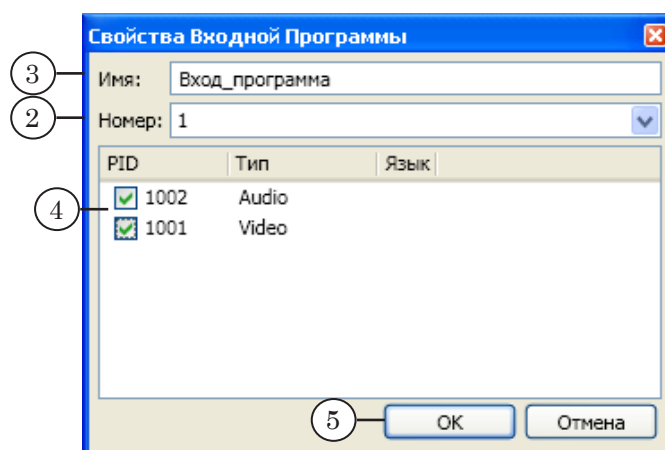 Свойства Входной Программы
3 Имя: Вход_программа
2 Номер: 1
PID Тип Язык
4 1002 Audio
1001 Video
5 OK Отмена